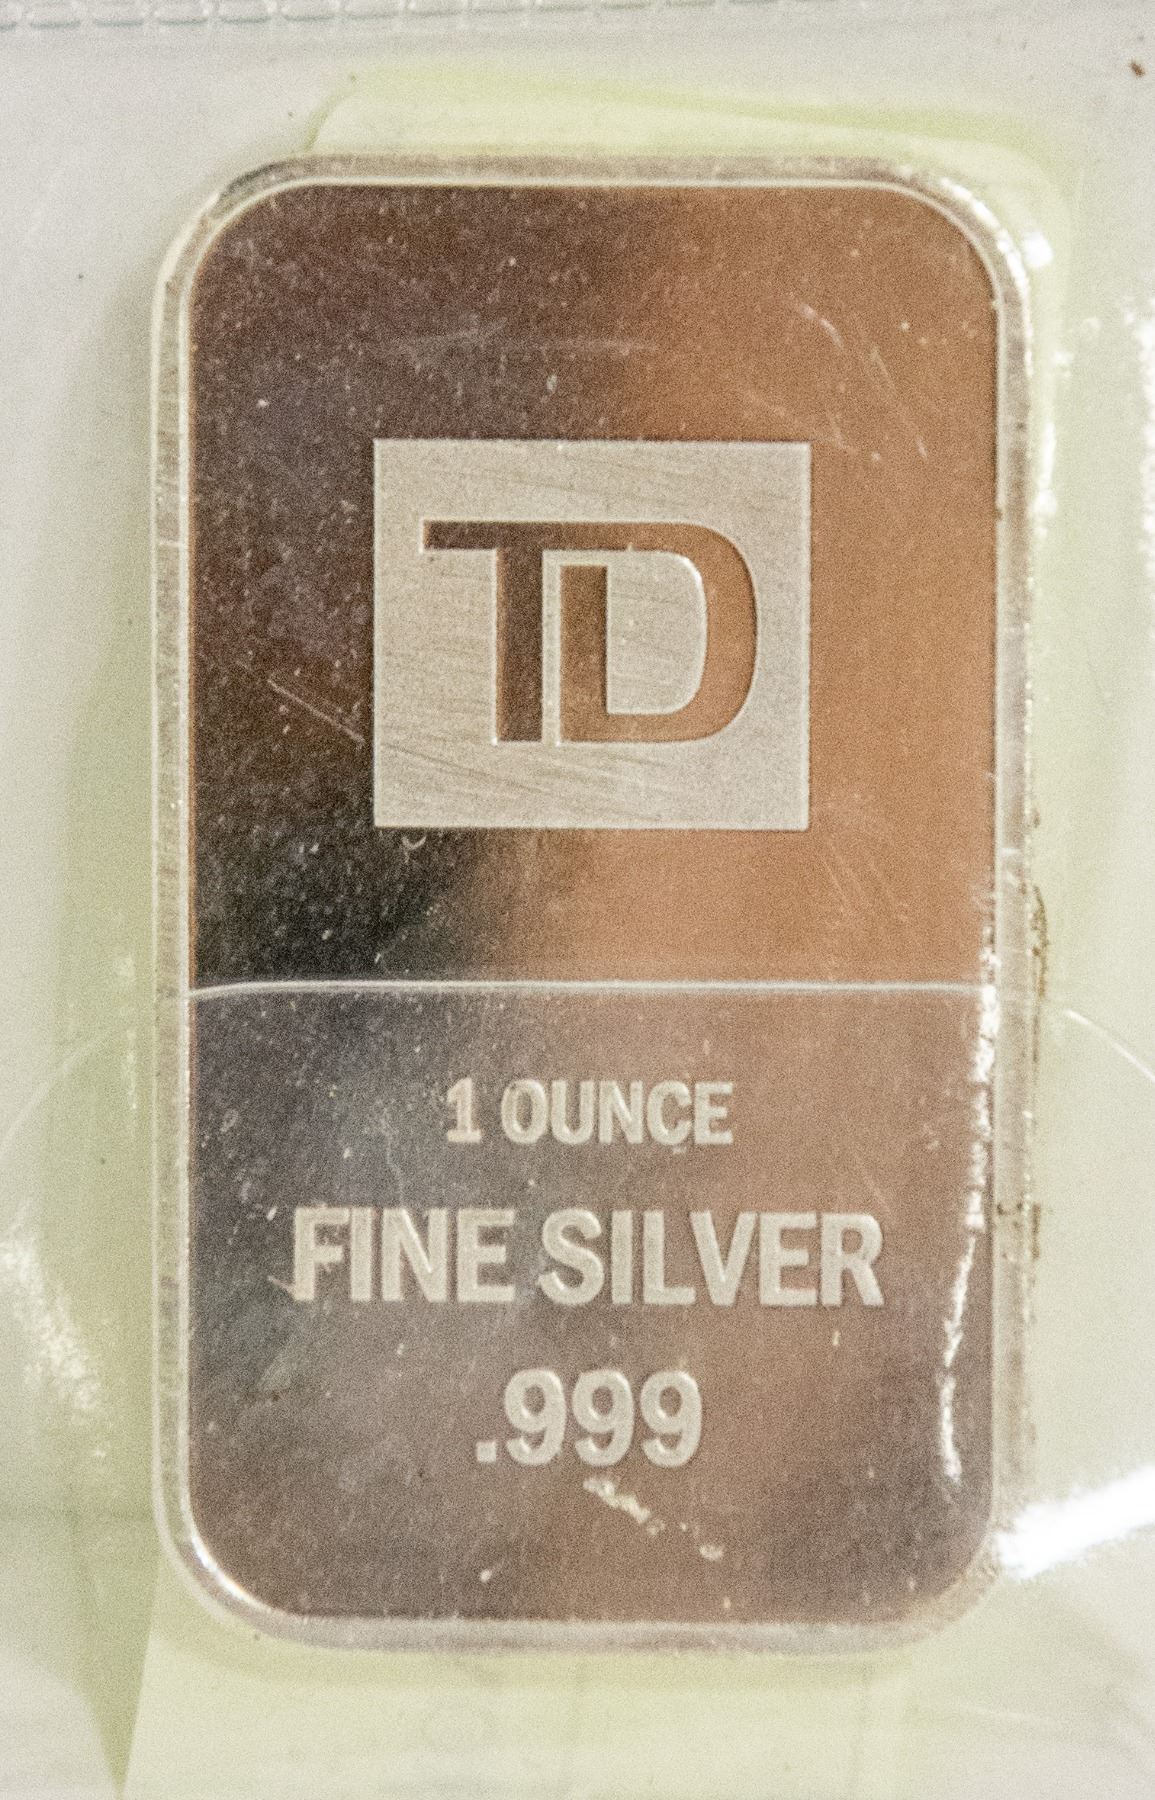 TD
1 OUNCE
FINE SILVER
.999